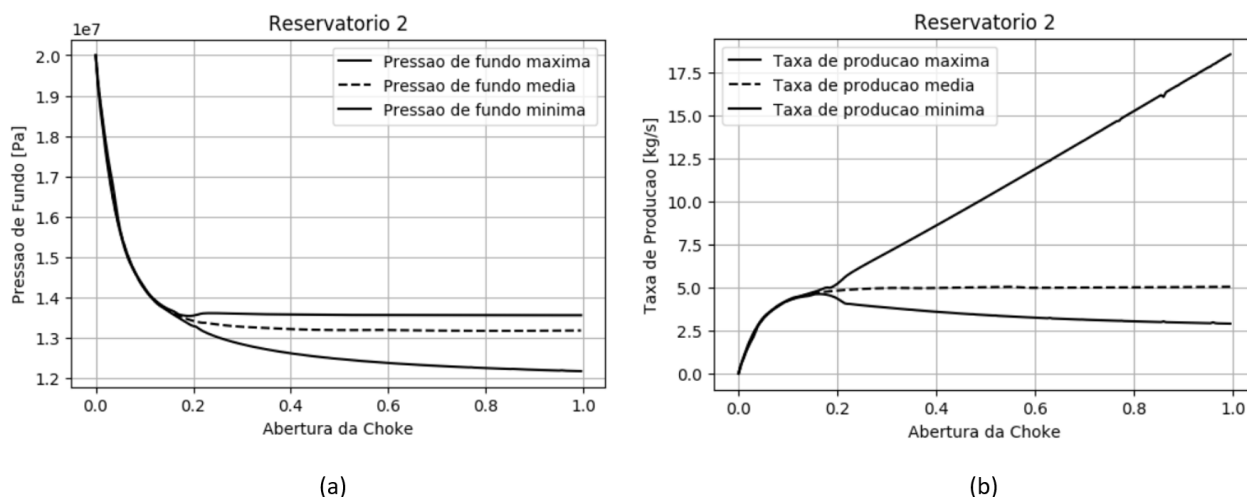 Reservatorio 2
1e7
Pressao de fundo maxima
Pressao de fundo media
Pressao de fundo minima
2.0
1.9
1.8
1.7
1.6
1.5
1.4
1.3
1.2
Pressao de Fundo [Pa]
0.0 0.2 0.4 0.6 0.8 1.0
Abertura da Choke
(a)
Reservatorio 2
Taxa de producao maxima
Taxa de producao media
Taxa de producao minima
17.5
15.0
12.5
10.0
7.5
5.0
2.5
0.0
Taxa de Producao [kg/s]
0.0 0.2 0.4 0.6 0.8 1.0
Abertura da Choke
(b)